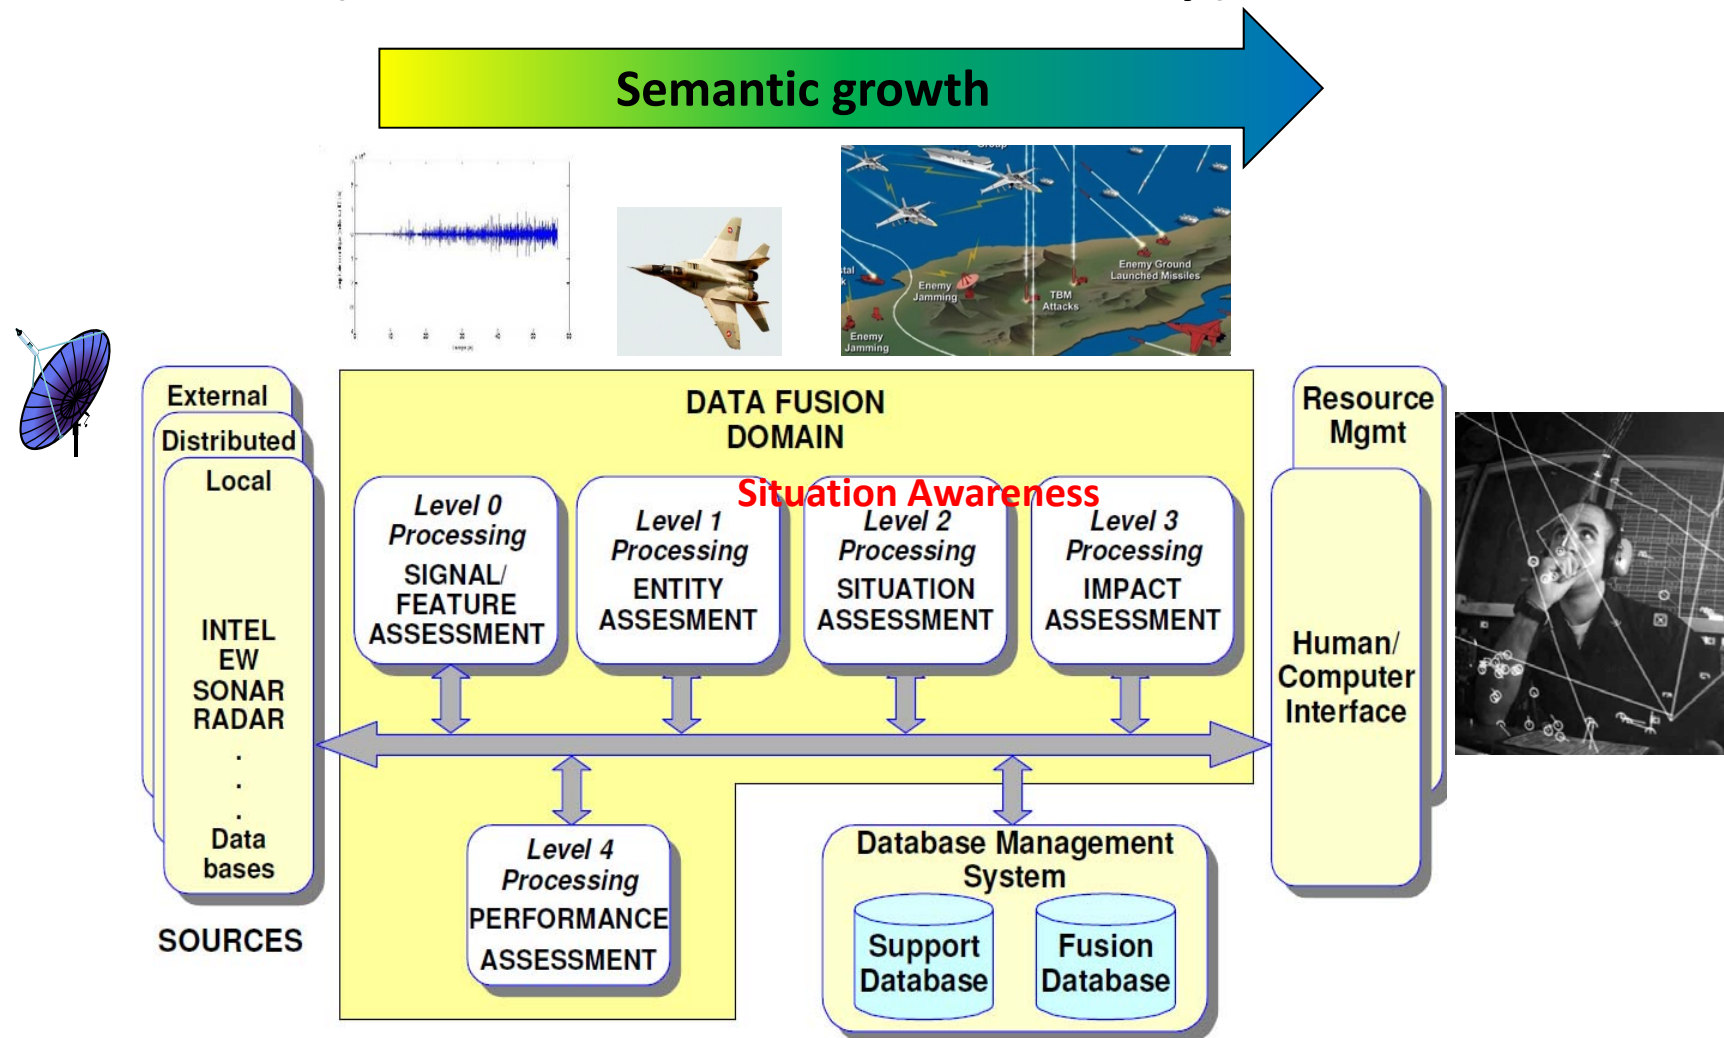 Semantic growth
Group
Enemy
Jamming
TBM
Attacks
Enemy Ground
Launched Missiles
Enemy
Jamming
External
Distributed
Local
INTEL
EW
SONAR
RADAR
.
.
.
Data
bases
SOURCES
DATA FUSION
DOMAIN
Situation Awareness
Level 0
Processing
SIGNAL/
FEATURE
ASSESSMENT
Level 1
Processing
ENTITY
ASSESMENT
Level 2
Processing
SITUATION
ASSESSMENT
Level 3
Processing
IMPACT
ASSESSMENT
Level 4
Processing
PERFORMANCE
ASSESSMENT
Database Management
System
Support
Database
Fusion
Database
Resource
Mgmt
Human/
Computer
Interface